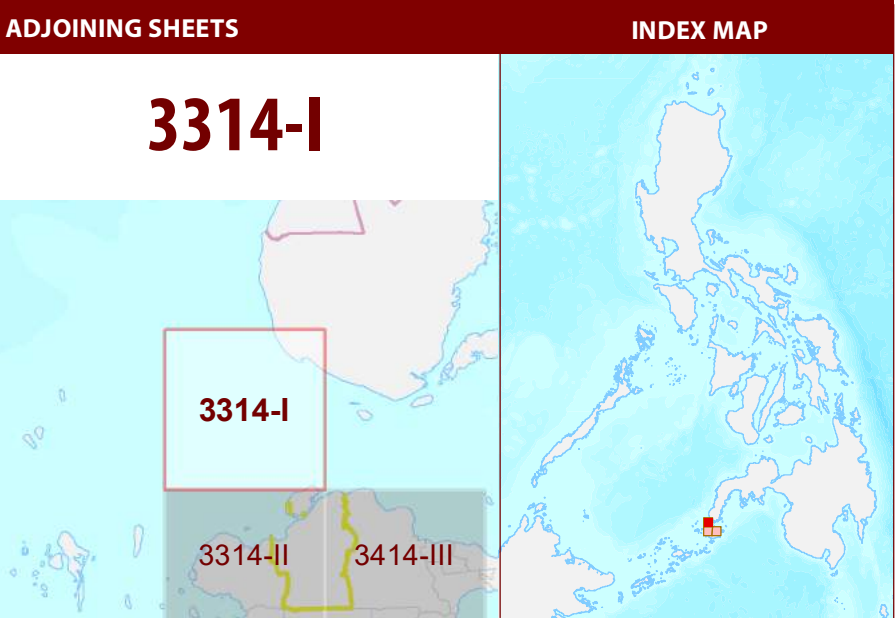 ADJOINING SHEETS
INDEX MAP
3314-I
3314-I
3314-II
3414-III